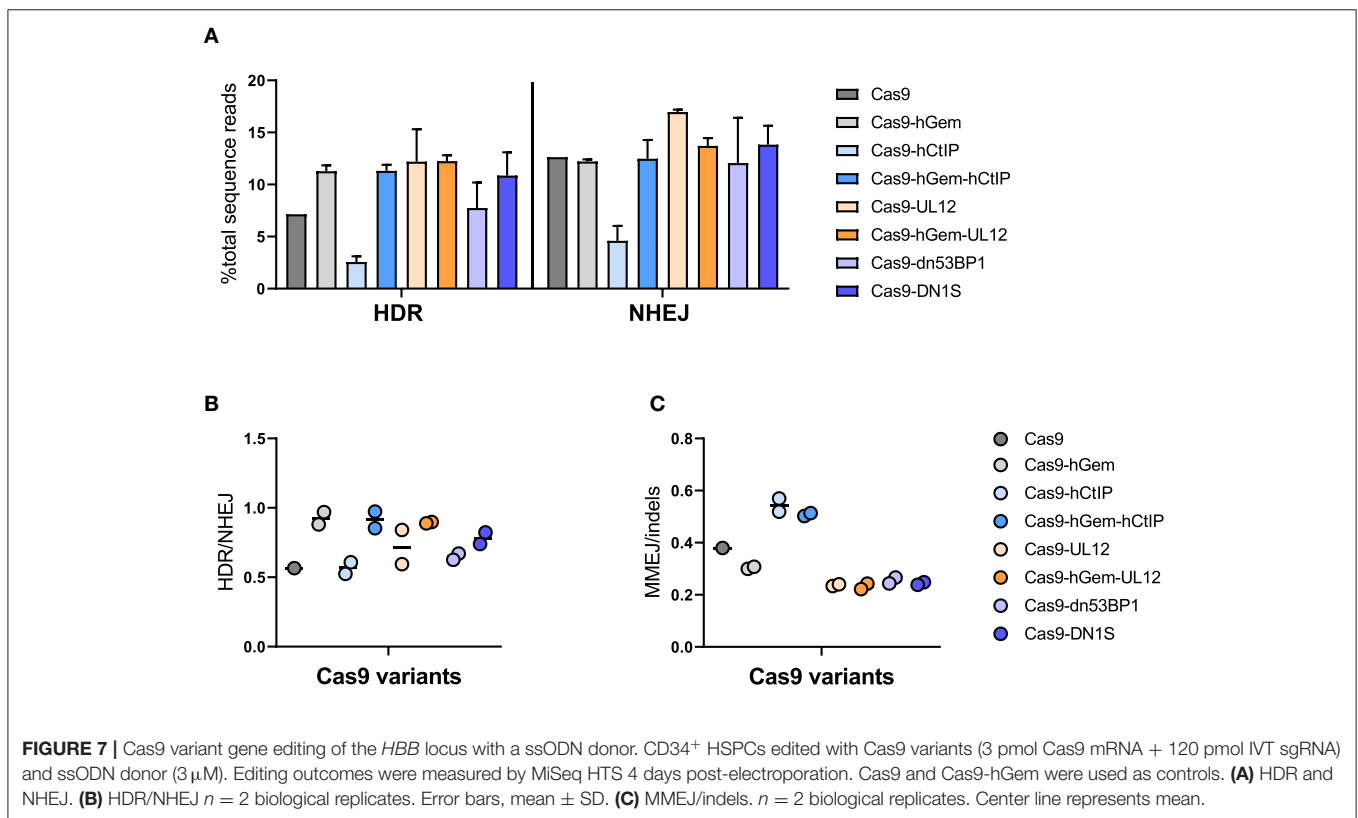 A
%total sequence reads
20
15
10
5
0
HDR
NHEJ
Cas9
Cas9-hGem
Cas9-hCtIP
Cas9-hGem-hCtIP
Cas9-UL12
Cas9-hGem-UL12
Cas9-dn53BP1
Cas9-DN1S
B
HDR/NHEJ
1.5
1.0
0.5
0.0
Cas9 variants
C
MMEJ/indels
0.8
0.6
0.4
0.2
0.0
Cas9 variants
Cas9
Cas9-hGem
Cas9-hCtIP
Cas9-hGem-hCtIP
Cas9-UL12
Cas9-hGem-UL12
Cas9-dn53BP1
Cas9-DN1S
FIGURE 7 | Cas9 variant gene editing of the HBB locus with a ssODN donor. CD34⁺ HSPCs edited with Cas9 variants (3 pmol Cas9 mRNA + 120 pmol IVT sgRNA)
and ssODN donor (3 μM). Editing outcomes were measured by MiSeq HTS 4 days post-electroporation. Cas9 and Cas9-hGem were used as controls. (A) HDR and
NHEJ. (B) HDR/NHEJ n = 2 biological replicates. Error bars, mean ± SD. (C) MMEJ/indels. n = 2 biological replicates. Center line represents mean.